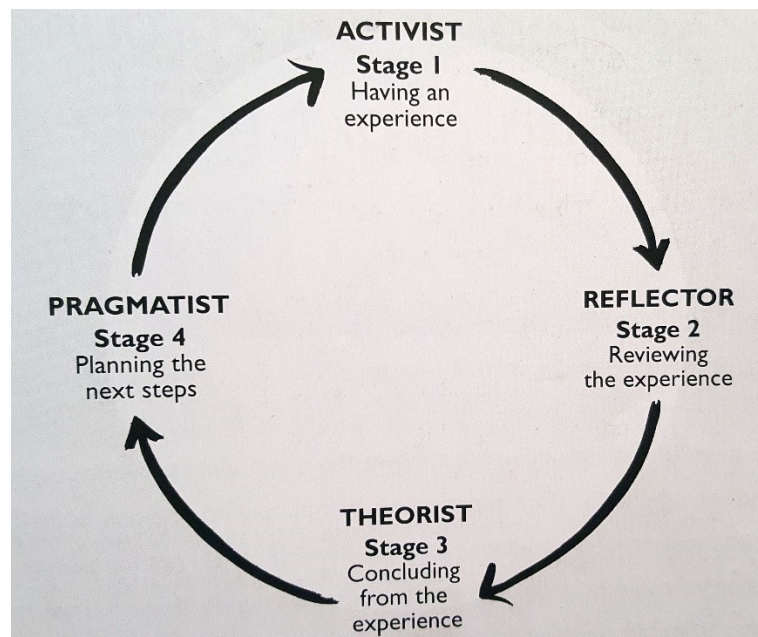 ACTIVIST
Stage 1
Having an
experience
REFLECTOR
Stage 2
Reviewing
the experience
THEORIST
Stage 3
Concluding
from the
experience
PRAGMATIST
Stage 4
Planning the
next steps